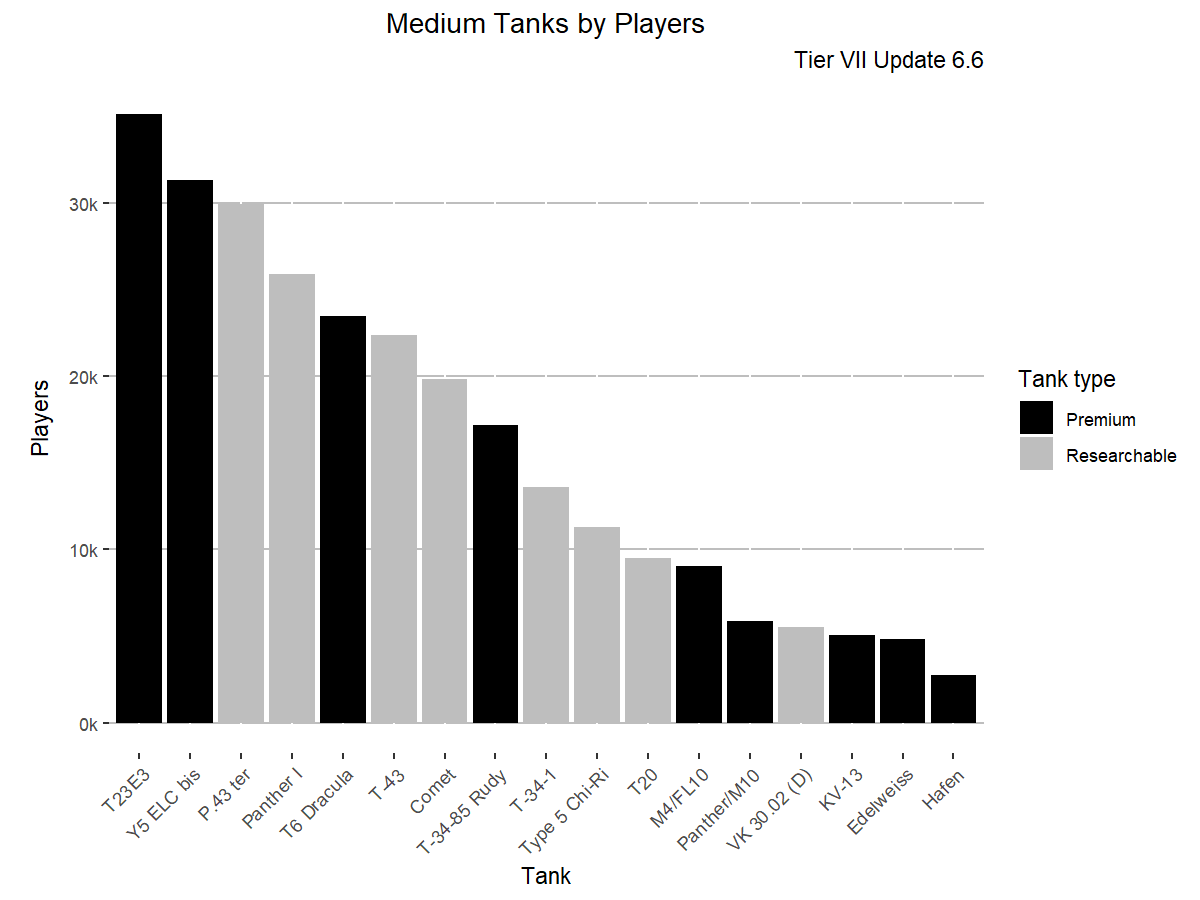 Medium Tanks by Players
Tier VII Update 6.6
Players
30k
20k
10k
0k
T23E3
Y5 ELC bis
P.43 ter
Panther I
T6 Dracula
T-43
Comet
T-34-85 Rudy
T-34-1
Type 5 Chi-Ri
T20
M4/FL10
Panther/M10
VK 30.02 (D)
KV-13
Edelweiss
Hafen
Tank
Tank type
Premium
Researchable